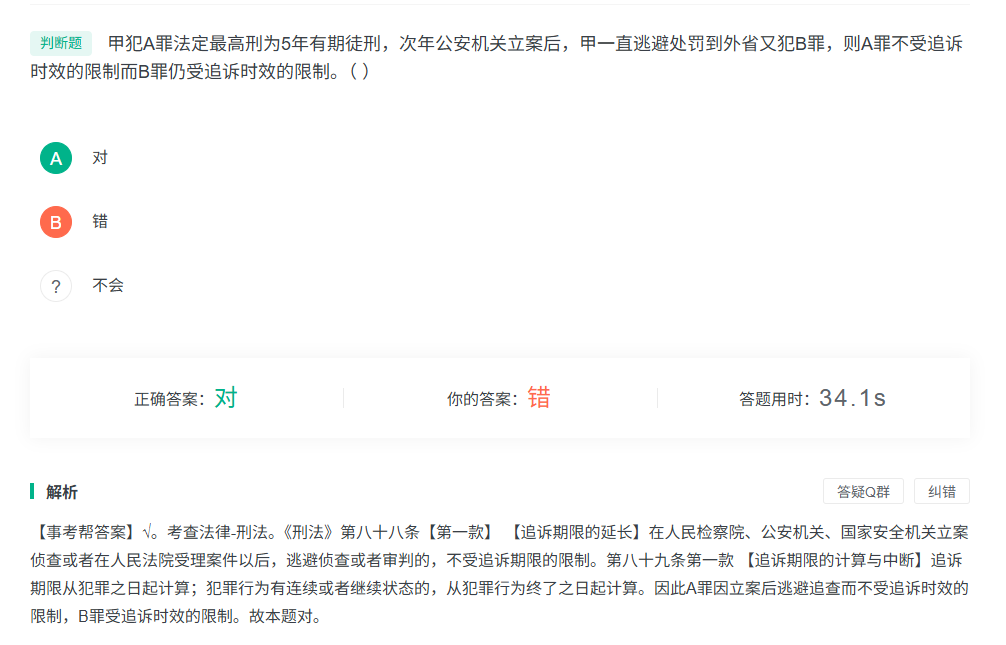 判断题 甲犯A罪法定最高刑为5年有期徒刑，次年公安机关立案后，甲一直逃避处罚到外省又犯B罪，则A罪不受追诉
时效的限制而B罪仍受追诉时效的限制。( )
A 对
B 错
? 不会
正确答案：对 你的答案：错 答题用时：34.1s
解析 答疑Q群 纠错
【事考帮答案】√。考查法律-刑法。《刑法》第八十八条【第一款】 【追诉期限的延长】在人民检察院、公安机关、国家安全机关立案
侦查或者在人民法院受理案件以后，逃避侦查或者审判的，不受追诉期限的限制。第八十九条第一款 【追诉期限的计算与中断】追诉
期限从犯罪之日起计算；犯罪行为有连续或者继续状态的，从犯罪行为终了之日起计算。因此A罪因立案后逃避追查而不受追诉时效的
限制，B罪受追诉时效的限制。故本题对。